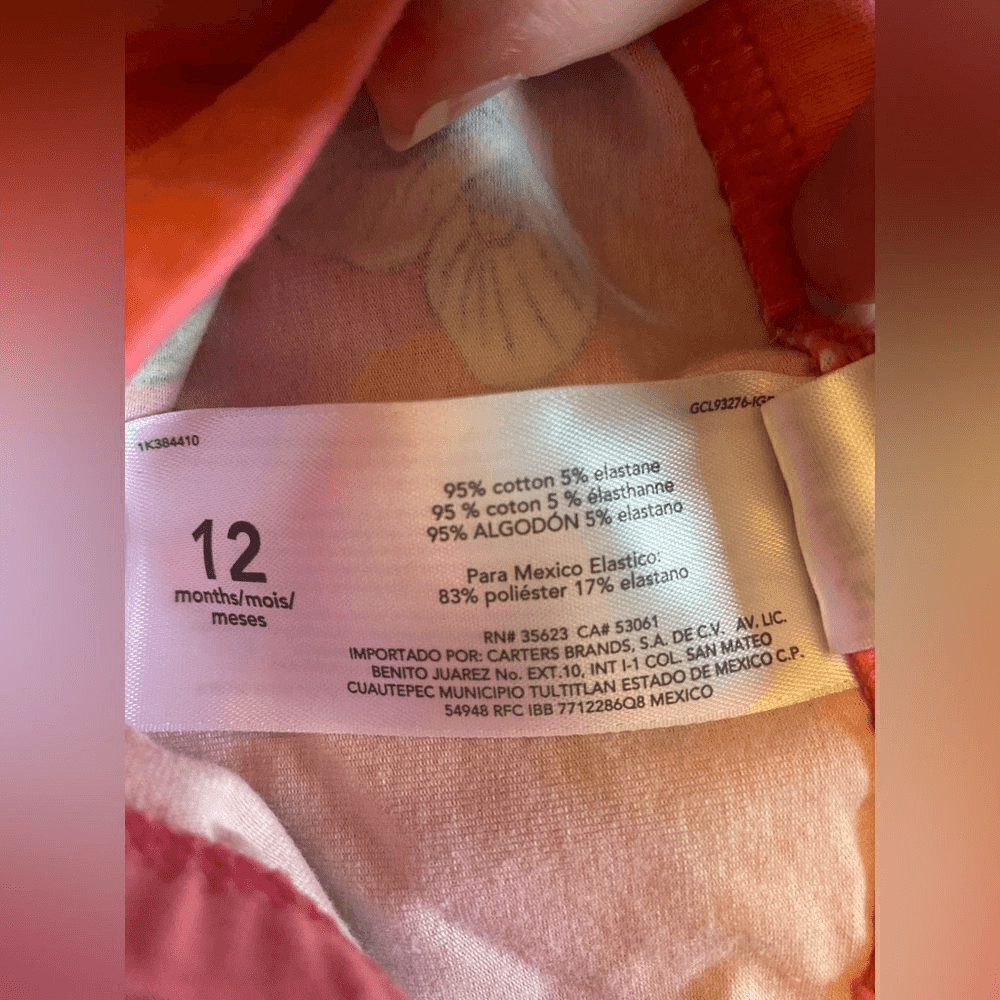 1K384410
GCL93276-IG
12
months/mois/
meses
95% cotton 5% elastane
95 % coton 5 % élasthanne
95% ALGODÓN 5% elastano
Para Mexico Elastico:
83% poliéster 17% elastano
RN# 35623 CA# 53061
IMPORTADO POR: CARTERS BRANDS, S.A. DE C.V. AV. LIC.
BENITO JUAREZ No. EXT.10, INT I-1 COL. SAN MATEO
CUAUTEPEC MUNICIPIO TULTITLAN ESTADO DE MEXICO C.P.
54948 RFC IBB 7712286Q8 MEXICO